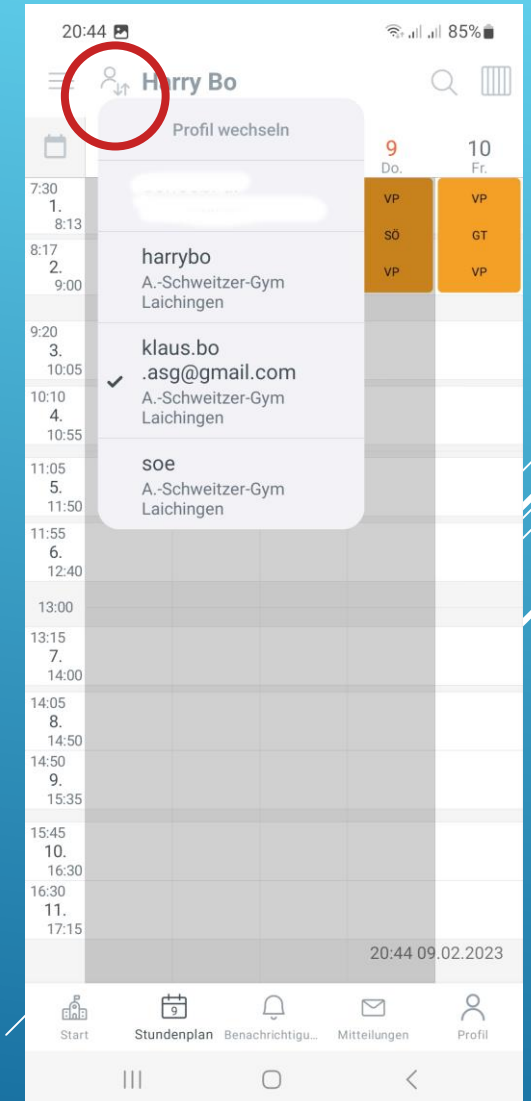 20:44
85%
Harry Bo
Profil wechseln
9
Do.
10
Fr.
harrybo
A.-Schweitzer-Gym
Laichingen
klaus.bo
.asg@gmail.com
A.-Schweitzer-Gym
Laichingen
soe
A.-Schweitzer-Gym
Laichingen
VP
SÖ
VP
VP
GT
VP
7:30
1.
8:13
8:17
2.
9:00
9:20
3.
10:05
10:10
4.
10:55
11:05
5.
11:50
11:55
6.
12:40
13:00
13:15
7.
14:00
14:05
8.
14:50
14:50
9.
15:35
15:45
10.
16:30
16:30
11.
17:15
20:44 09.02.2023
9
Start
Stundenplan
Benachrichtigu...
Mitteilungen
Profil